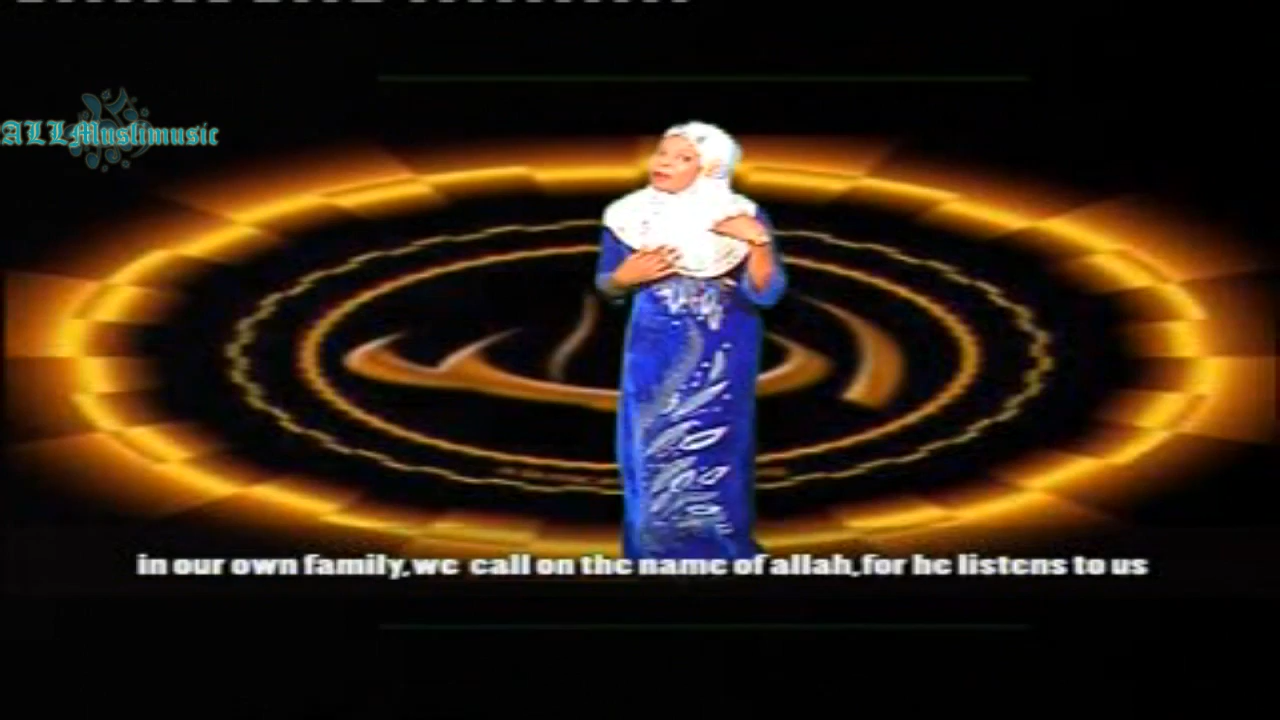 ALLMuslimusic
in our own family,we call on the name of allah,for he listens to us